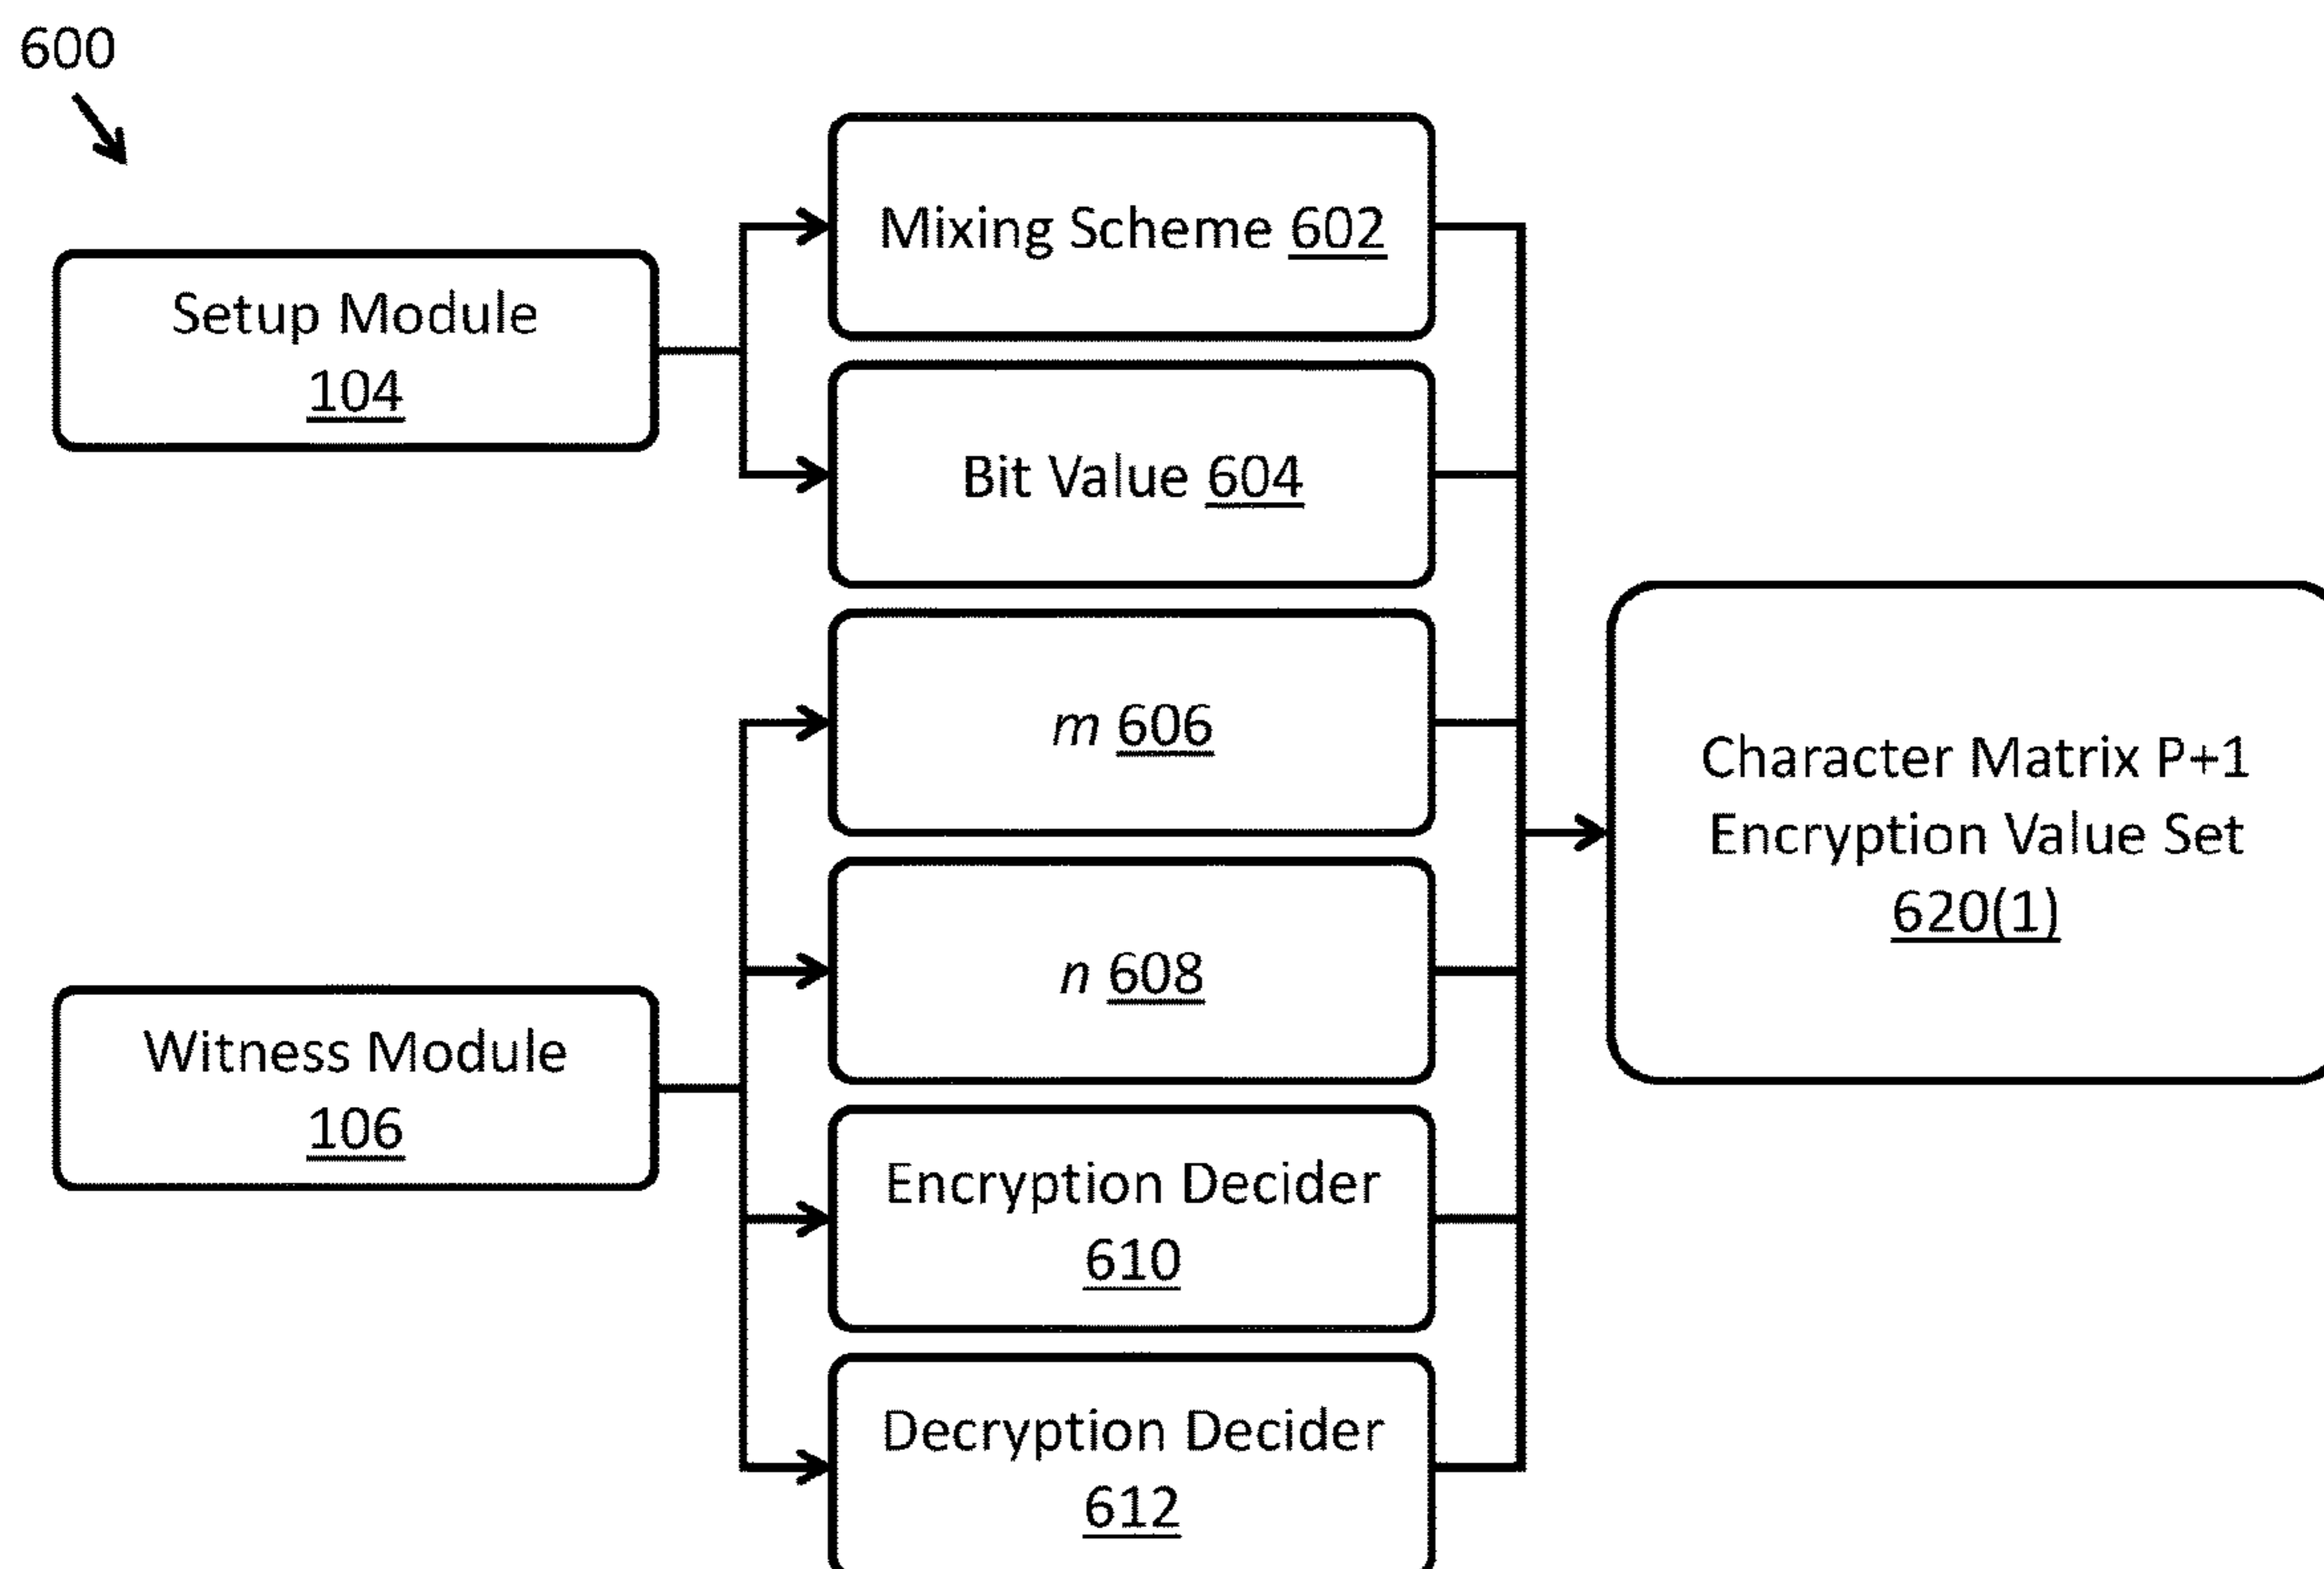 600
Setup Module
104
Witness Module
106
Mixing Scheme 602
Bit Value 604
m 606
n 608
Encryption Decider
610
Decryption Decider
612
Character Matrix P+1
Encryption Value Set
620(1)